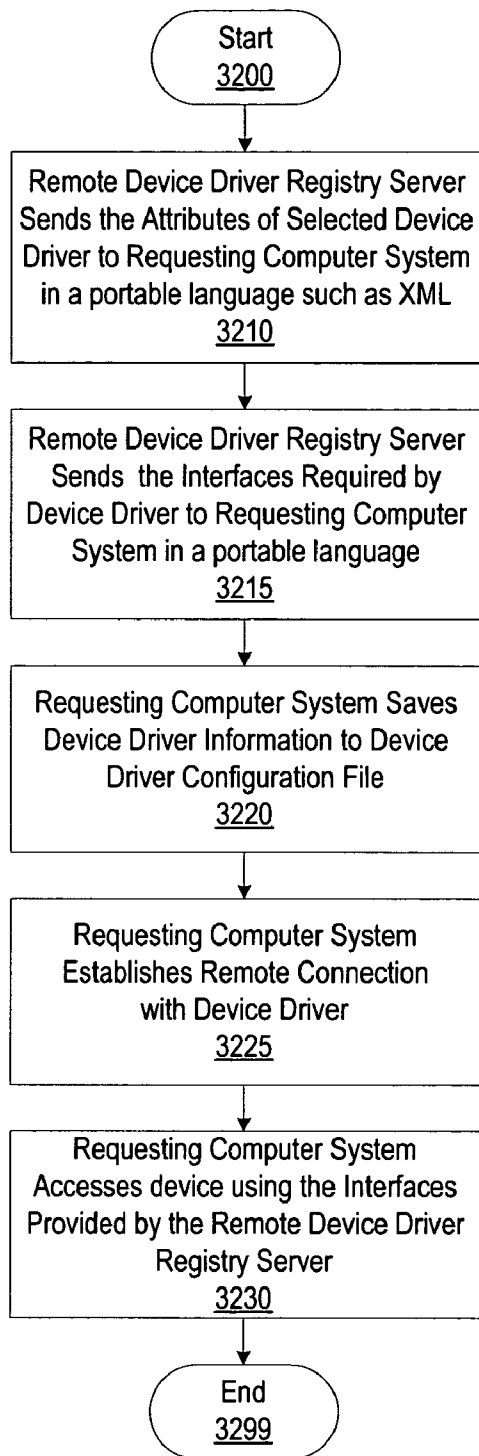 Start
3200
Remote Device Driver Registry Server
Sends the Attributes of Selected Device
Driver to Requesting Computer System
in a portable language such as XML
3210
Remote Device Driver Registry Server
Sends the Interfaces Required by
Device Driver to Requesting Computer
System in a portable language
3215
Requesting Computer System Saves
Device Driver Information to Device
Driver Configuration File
3220
Requesting Computer System
Establishes Remote Connection
with Device Driver
3225
Requesting Computer System
Accesses device using the Interfaces
Provided by the Remote Device Driver
Registry Server
3230
End
3299